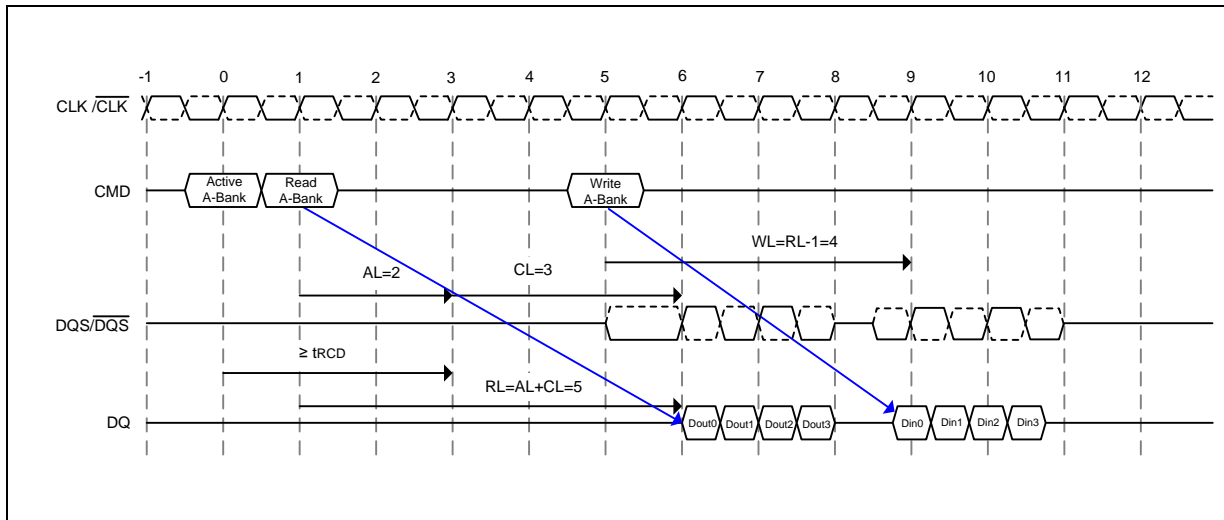 -1 0 1 2 3 4 5 6 7 8 9 10 11 12
CLK /C̅L̅K̅
CMD
Active
A-Bank
Read
A-Bank
Write
A-Bank
WL=RL-1=4
AL=2
CL=3
DQS/D̅Q̅S̅
≥ tRCD
RL=AL+CL=5
DQ
Dout0 Dout1 Dout2 Dout3 Din0 Din1 Din2 Din3